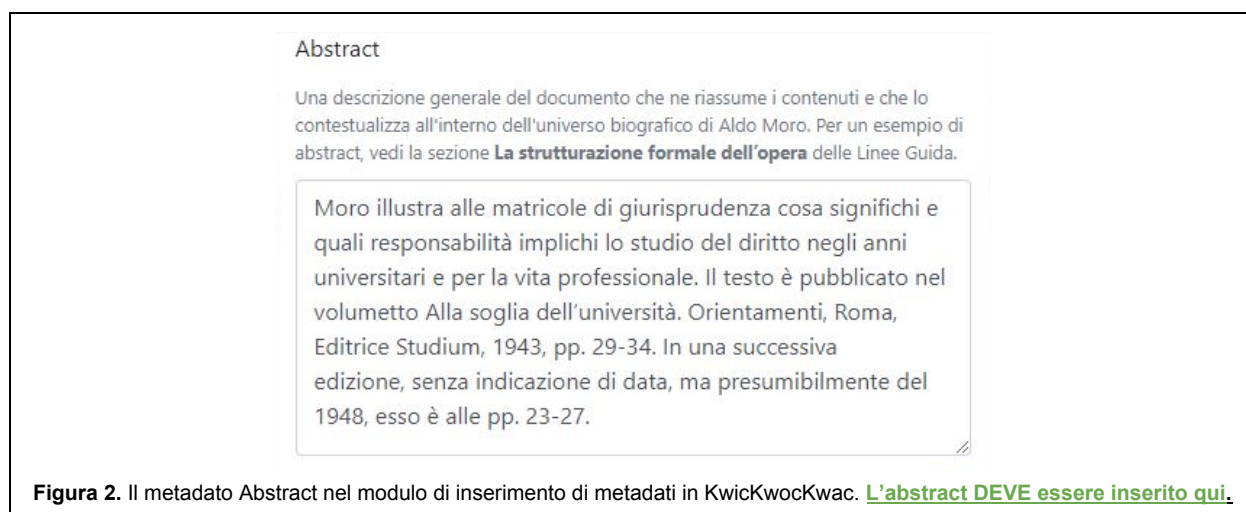 Abstract
Una descrizione generale del documento che ne riassume i contenuti e che lo
contestualizza all'interno dell'universo biografico di Aldo Moro. Per un esempio di
abstract, vedi la sezione La strutturazione formale dell'opera delle Linee Guida.
Moro illustra alle matricole di giurisprudenza cosa significhi e
quali responsabilità implichi lo studio del diritto negli anni
universitari e per la vita professionale. Il testo è pubblicato nel
volumetto Alla soglia dell'università. Orientamenti, Roma,
Editrice Studium, 1943, pp. 29-34. In una successiva
edizione, senza indicazione di data, ma presumibilmente del
1948, esso è alle pp. 23-27.
Figura 2. Il metadato Abstract nel modulo di inserimento di metadati in KwicKwocKwac. L'abstract DEVE essere inserito qui.